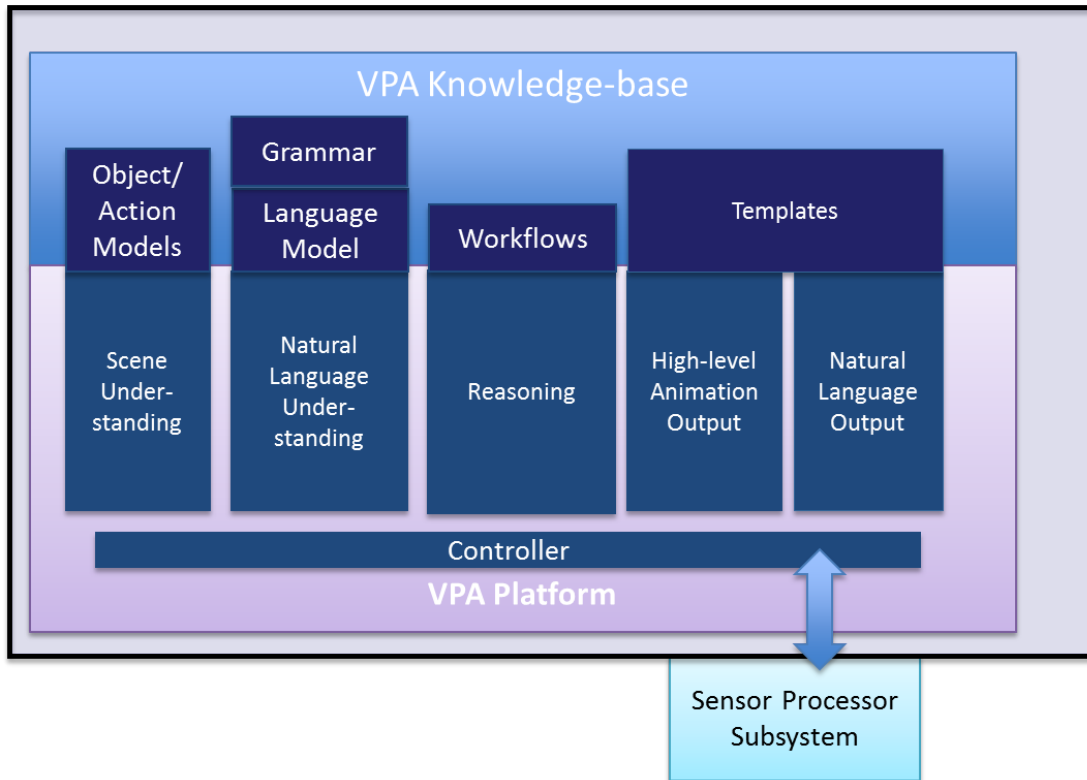 VPA Knowledge-base
Object/
Action
Models
Grammar
Language
Model
Workflows
Templates
Scene
Under-
standing
Natural
Language
Under-
standing
Reasoning
High-level
Animation
Output
Natural
Language
Output
Controller
VPA Platform
Sensor Processor
Subsystem